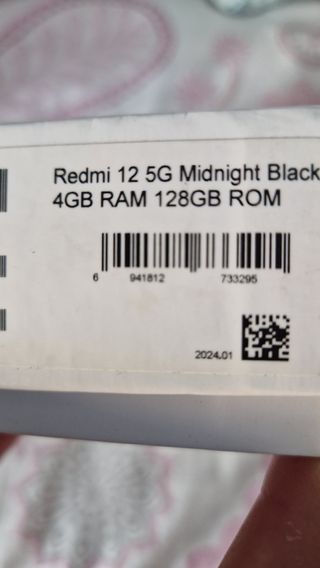 Redmi 12 5G Midnight Black
4GB RAM 128GB ROM
6 941812 733295
2024.01